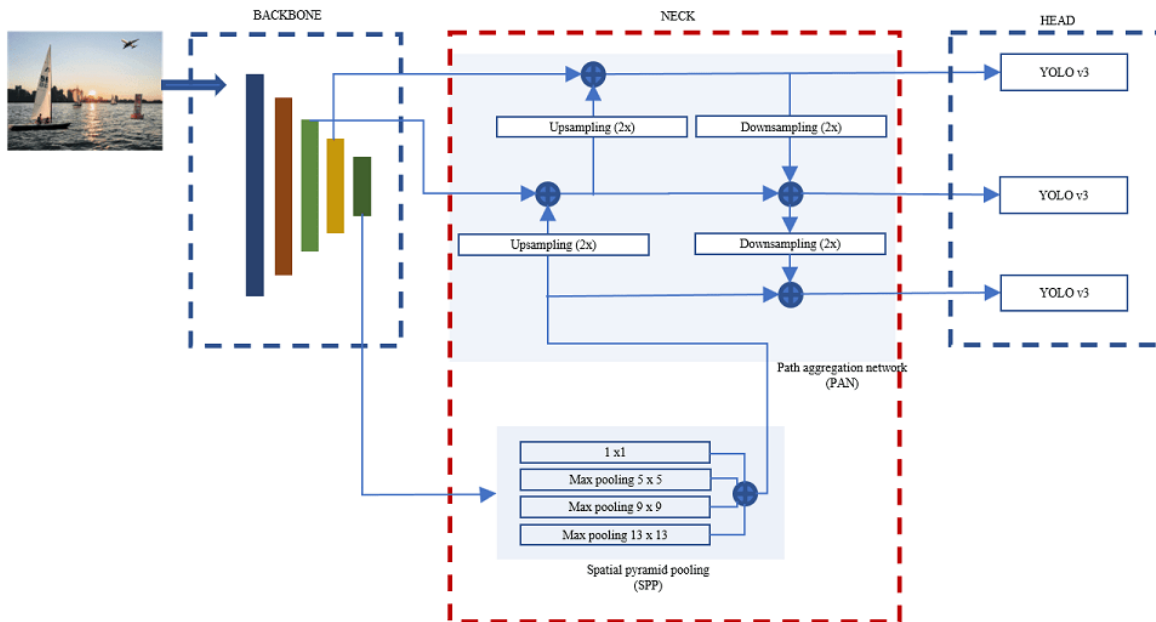 BACKBONE
NECK
HEAD
YOLO v3
Upsampling (2x)
Downsampling (2x)
YOLO v3
Upsampling (2x)
Downsampling (2x)
YOLO v3
Path aggregation network
(PAN)
1 x1
Max pooling 5 x 5
Max pooling 9 x 9
Max pooling 13 x 13
Spatial pyramid pooling
(SPP)